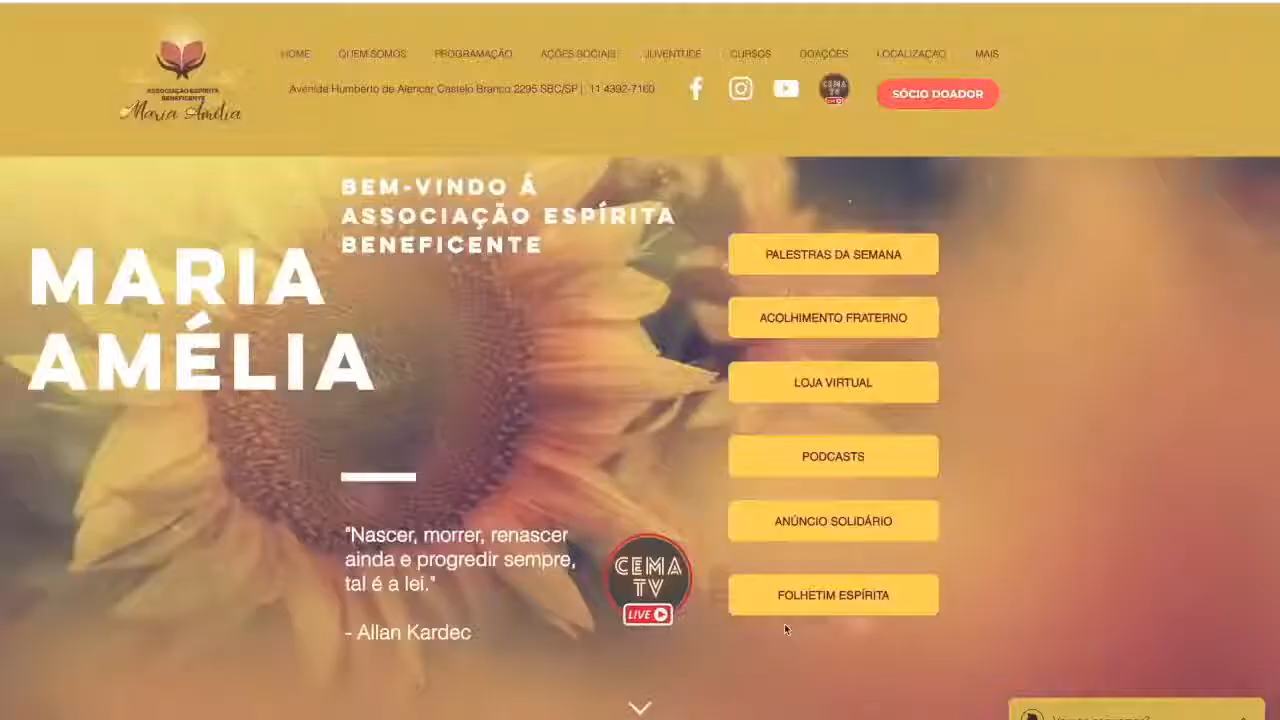 HOME QUEM SOMOS PROGRAMAÇÃO AÇÕES SOCIAIS JUVENTUDE CURSOS DOAÇÕES LOCALIZAÇÃO MAIS
ASSOCIAÇÃO ESPÍRITA
BENEFICENTE
Maria Amélia
Avenida Humberto de Alencar Castelo Branco 2295 SBC/SP | 11 4392-7160
CEMA
TV
SÓCIO DOADOR
BEM-VINDO Á
ASSOCIAÇÃO ESPÍRITA
BENEFICENTE
MARIA
AMÉLIA
PALESTRAS DA SEMANA
ACOLHIMENTO FRATERNO
LOJA VIRTUAL
PODCASTS
ANÚNCIO SOLIDÁRIO
FOLHETIM ESPÍRITA
"Nascer, morrer, renascer
ainda e progredir sempre,
tal é a lei."
- Allan Kardec
CEMA
TV
LIVE